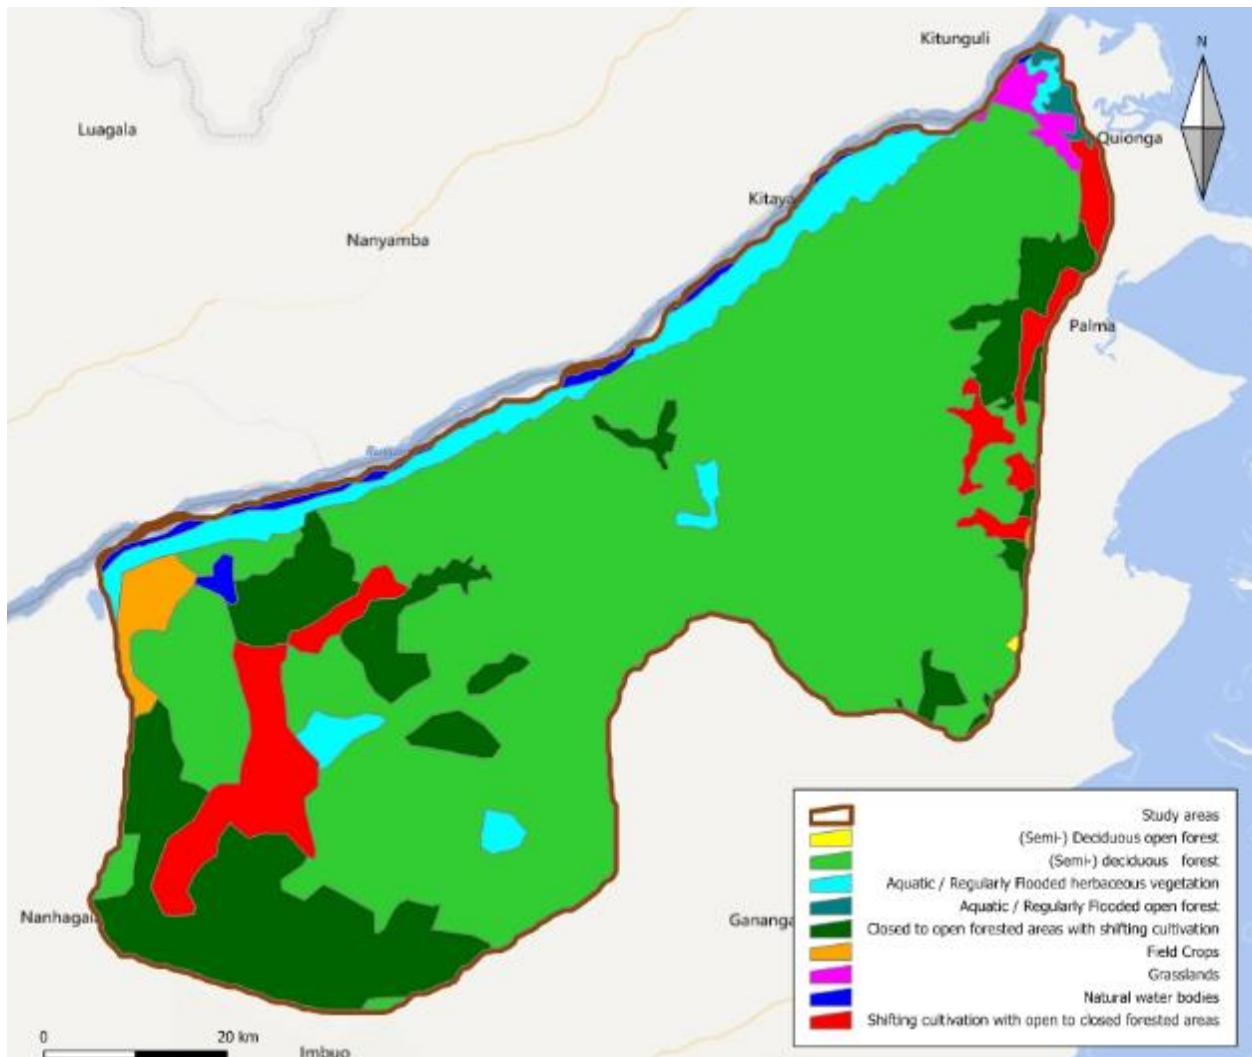 Kitunguli
N
Luagala
Quionga
Kitaya
Nanyamba
Palma
Study areas
(Semi-) Deciduous open forest
(Semi-) deciduous forest
Aquatic / Regularly Flooded herbaceous vegetation
Nanhagai
Aquatic / Regularly Flooded open forest
Gananga
Closed to open forested areas with shifting cultivation
Field Crops
Grasslands
Natural water bodies
Shifting cultivation with open to closed forested areas
0 20 km
Imbuo